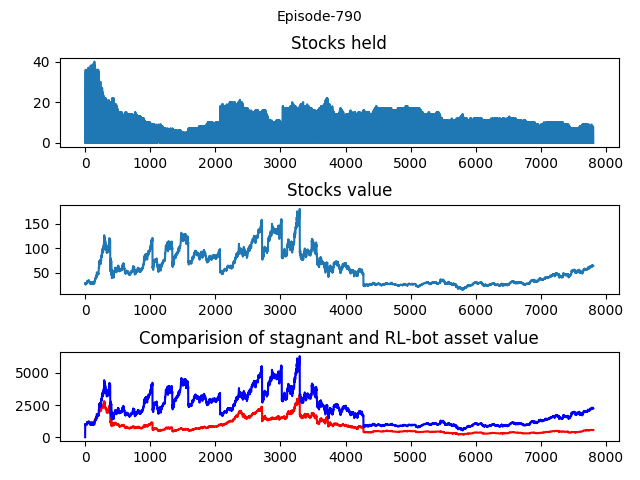 Episode-790
Stocks held
40
20
0
0 1000 2000 3000 4000 5000 6000 7000 8000
Stocks value
150
100
50
0 1000 2000 3000 4000 5000 6000 7000 8000
Comparision of stagnant and RL-bot asset value
5000
2500
0
0 1000 2000 3000 4000 5000 6000 7000 8000